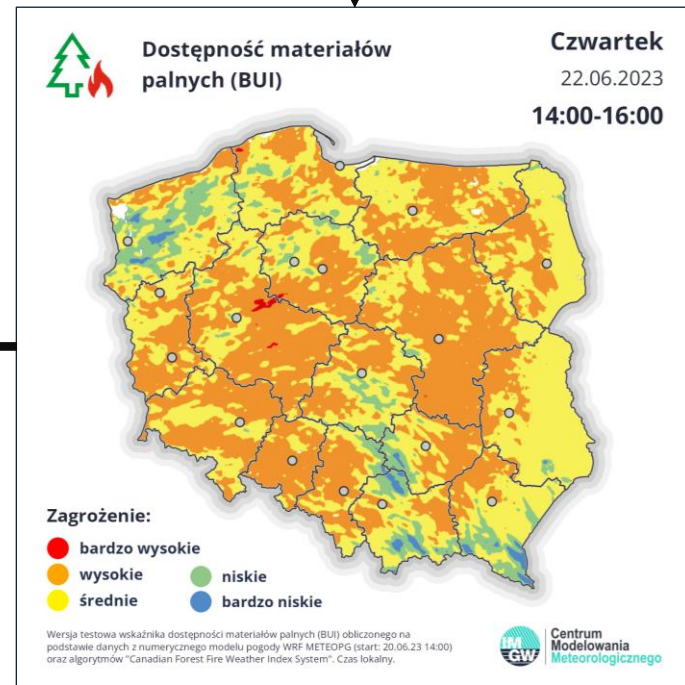 Dostępność materiałów
palnych (BUI)
Czwartek
22.06.2023
14:00-16:00
Zagrożenie:
bardzo wysokie
wysokie
średnie
niskie
bardzo niskie
Wersja testowa wskaźnika dostępności materiałów palnych (BUI) obliczonego na
podstawie danych z numerycznego modelu pogody WRF METEOPG (start: 20.06.23 14:00)
oraz algorytmów "Canadian Forest Fire Weather Index System". Czas lokalny.
IM
GW
Centrum
Modelowania
Meteorologicznego